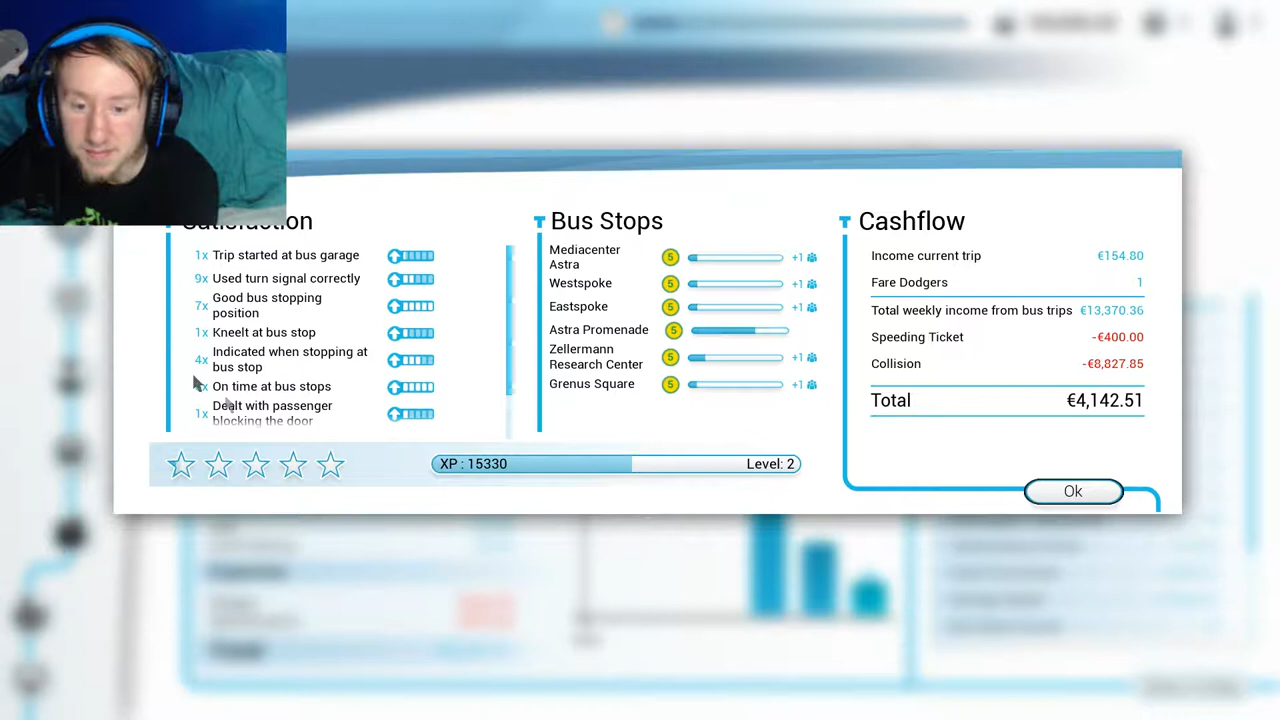 Satisfaction
1x Trip started at bus garage
9x Used turn signal correctly
7x Good bus stopping
position
1x Kneelt at bus stop
4x Indicated when stopping at
bus stop
x On time at bus stops
1x Dealt with passenger
blocking the door
XP : 15330
Level: 2
Bus Stops
Mediacenter
Astra
5
+1
Westspoke
5
+1
Eastspoke
5
+1
Astra Promenade
5
Zellermann
Research Center
5
+1
Grenus Square
5
+1
Cashflow
Income current trip €154.80
Fare Dodgers 1
Total weekly income from bus trips €13,370.36
Speeding Ticket -€400.00
Collision -€8,827.85
Total €4,142.51
Ok